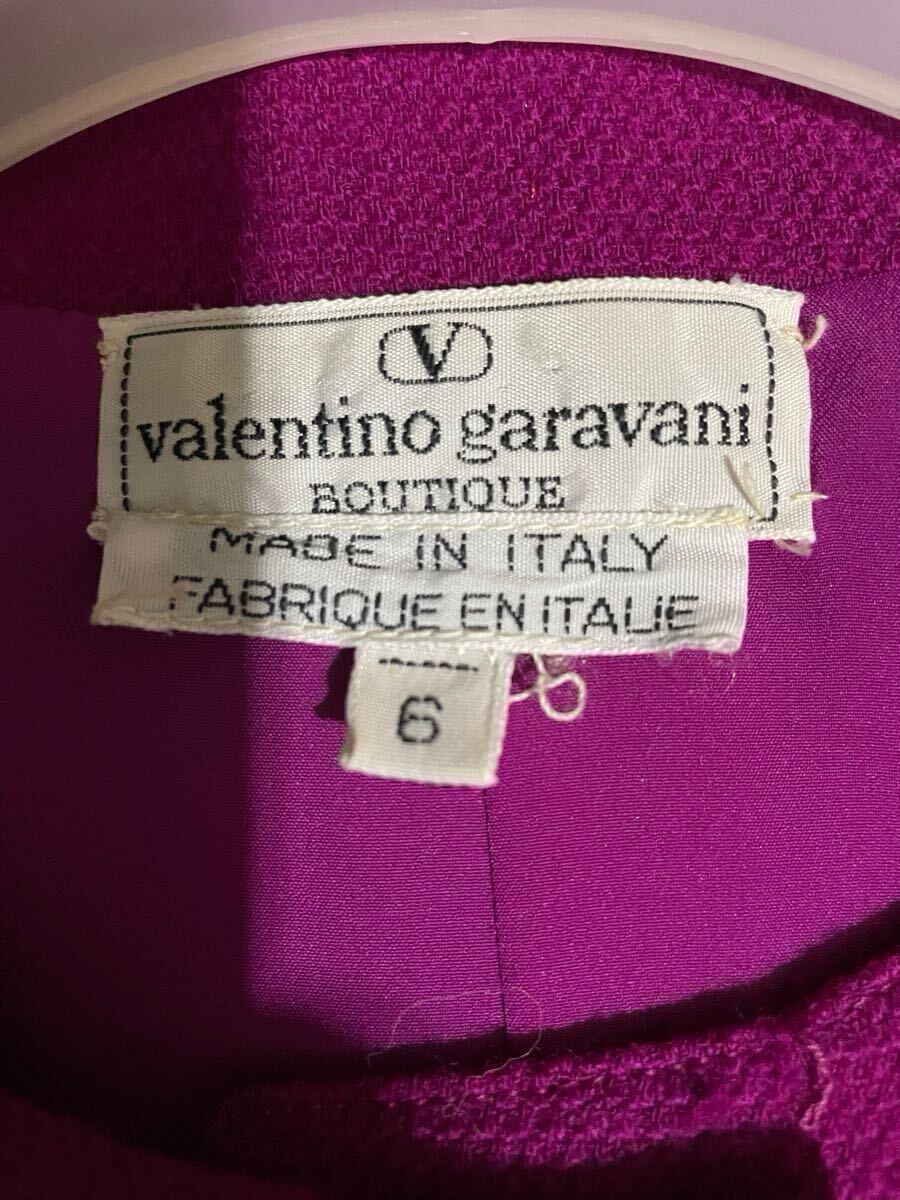 V
valentino garavani
BOUTIQUE
MADE IN ITALY
FABRIQUE EN ITALIE
6